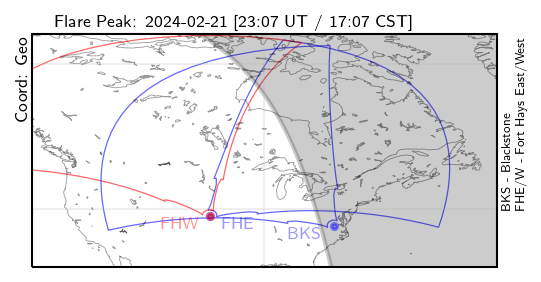 Flare Peak: 2024-02-21 [23:07 UT / 17:07 CST]
Coord: Geo
FHW
FHE
BKS
BKS - Blackstone
FHE/W - Fort Hays East/West